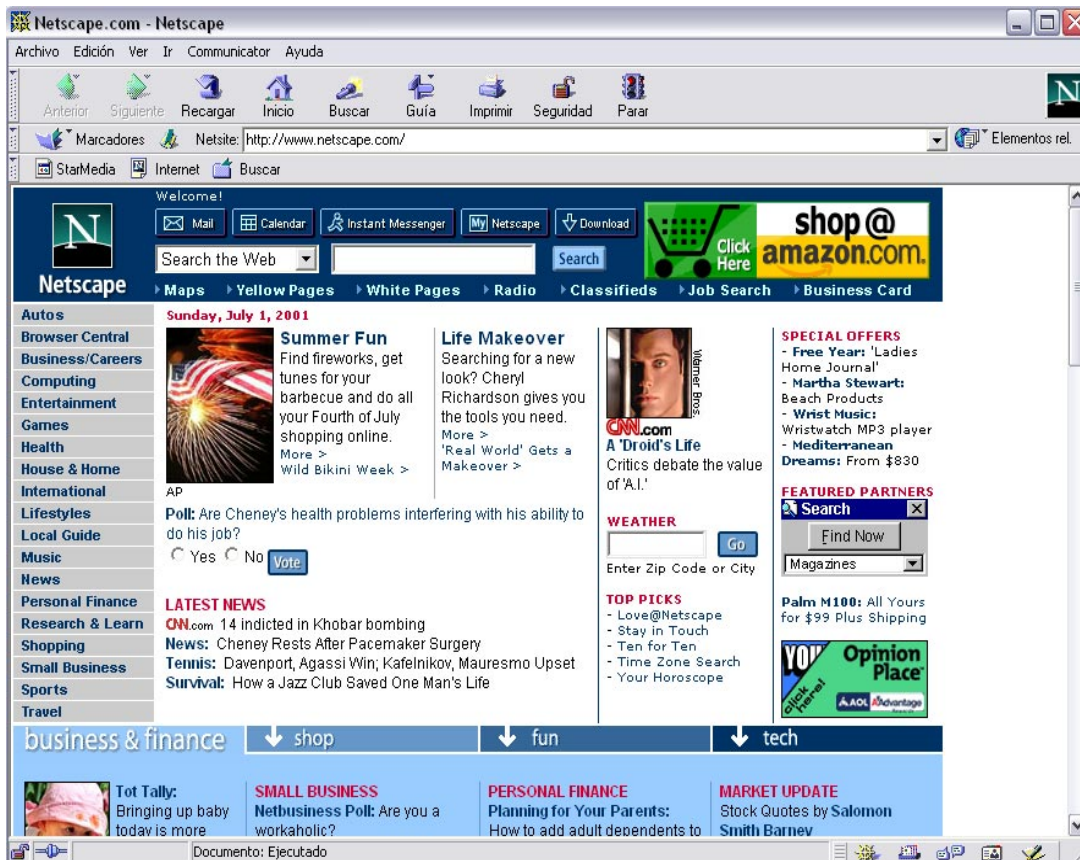 Netscape.com - Netscape
Archivo Edición Ver Ir Communicator Ayuda
Anterior Siguiente Recargar Inicio Buscar Guía Imprimir Seguridad Parar
N
Marcadores Netsite: http://www.netscape.com/ Elementos rel.
StarMedia Internet Buscar
N
Netscape
Welcome!
Mail Calendar Instant Messenger My Netscape Download
Search the Web Search
Click Here
shop@
amazon.com.
Maps Yellow Pages White Pages Radio Classifieds Job Search Business Card
Autos
Browser Central
Business/Careers
Computing
Entertainment
Games
Health
House & Home
International
Lifestyles
Local Guide
Music
News
Personal Finance
Research & Learn
Shopping
Small Business
Sports
Travel
Sunday, July 1, 2001
AP
Summer Fun
Find fireworks, get
tunes for your
barbecue and do all
your Fourth of July
shopping online.
More >
Wild Bikini Week >
Life Makeover
Searching for a new
look? Cheryl
Richardson gives you
the tools you need.
More >
'Real World' Gets a
Makeover >
Poll: Are Cheney's health problems interfering with his ability to
do his job?
Yes No Vote
LATEST NEWS
CNN.com 14 indicted in Khobar bombing
News: Cheney Rests After Pacemaker Surgery
Tennis: Davenport, Agassi Win; Kafelnikov, Mauresmo Upset
Survival: How a Jazz Club Saved One Man's Life
Warner Bros.
CNN.com
A 'Droid's Life
Critics debate the value
of 'A.I.'
WEATHER
Go
Enter Zip Code or City
TOP PICKS
- Love@Netscape
- Stay in Touch
- Ten for Ten
- Time Zone Search
- Your Horoscope
SPECIAL OFFERS
- Free Year: 'Ladies
Home Journal'
- Martha Stewart:
Beach Products
- Wrist Music:
Wristwatch MP3 player
- Mediterranean
Dreams: From $830
FEATURED PARTNERS
Search
Find Now
Magazines
Palm M100: All Yours
for $99 Plus Shipping
YOU
click here!
Opinion
Place
AOL AAdvantage
business & finance shop fun tech
Tot Tally:
Bringing up baby
today is more
SMALL BUSINESS
Netbusiness Poll: Are you a
workaholic?
PERSONAL FINANCE
Planning for Your Parents:
How to add adult dependents to
MARKET UPDATE
Stock Quotes by Salomon
Smith Barney
Documento: Ejecutado